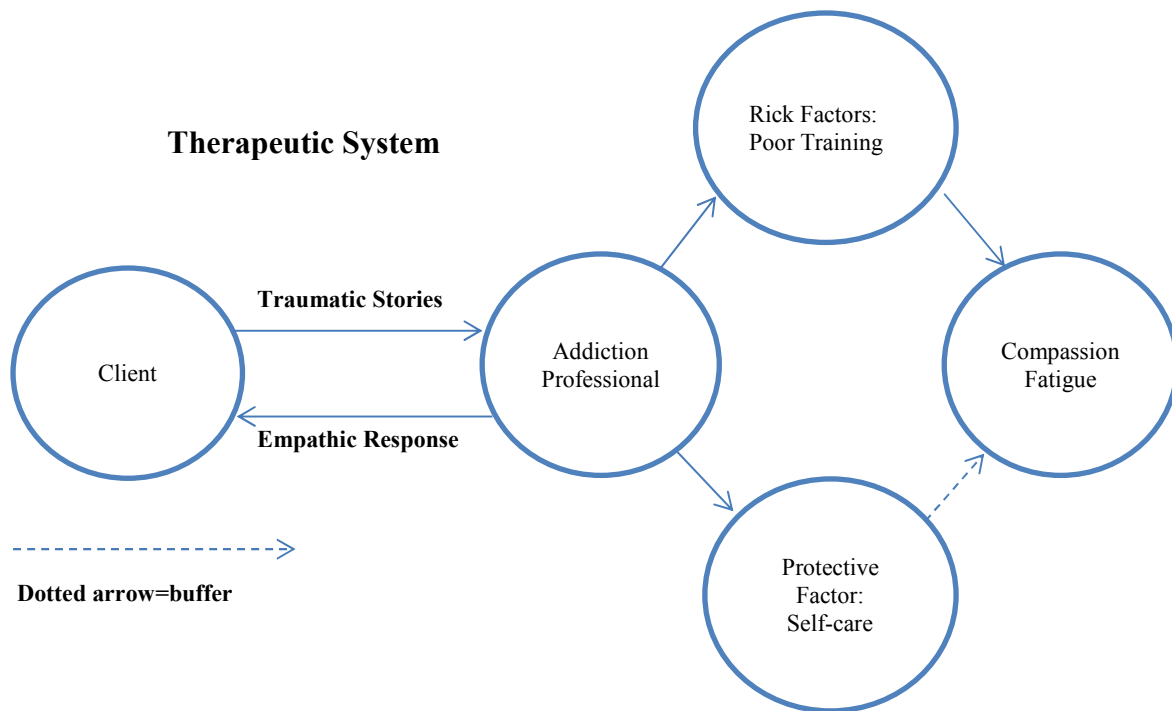 Therapeutic System
Rick Factors:
Poor Training
Traumatic Stories
Client
Addiction
Professional
Compassion
Fatigue
Empathic Response
Protective
Factor:
Self-care
Dotted arrow=buffer